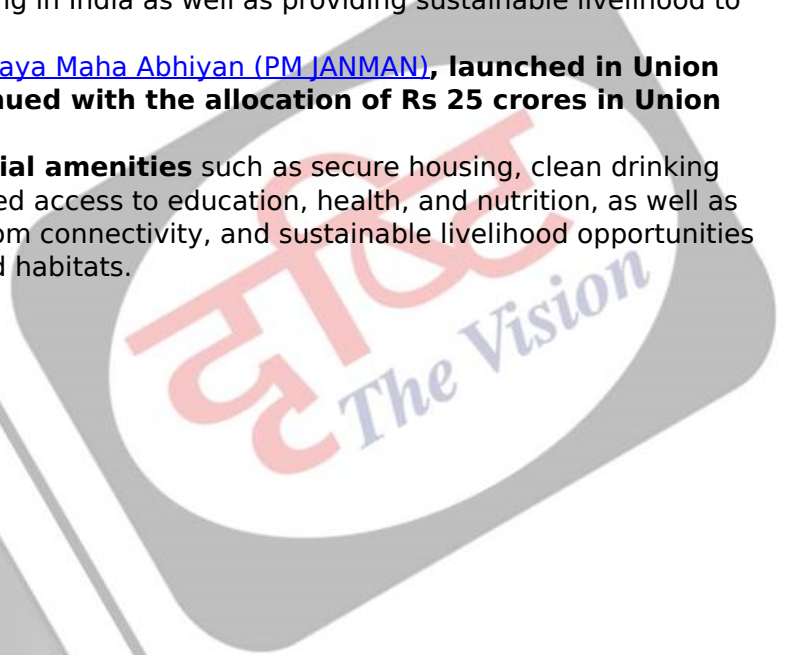 ng in India as well as providing sustainable livelihood to
aya Maha Abhiyan (PM JANMAN), launched in Union
nued with the allocation of Rs 25 crores in Union
ial amenities such as secure housing, clean drinking
ed access to education, health, and nutrition, as well as
om connectivity, and sustainable livelihood opportunities
d habitats.
दृष्टि
The Vision